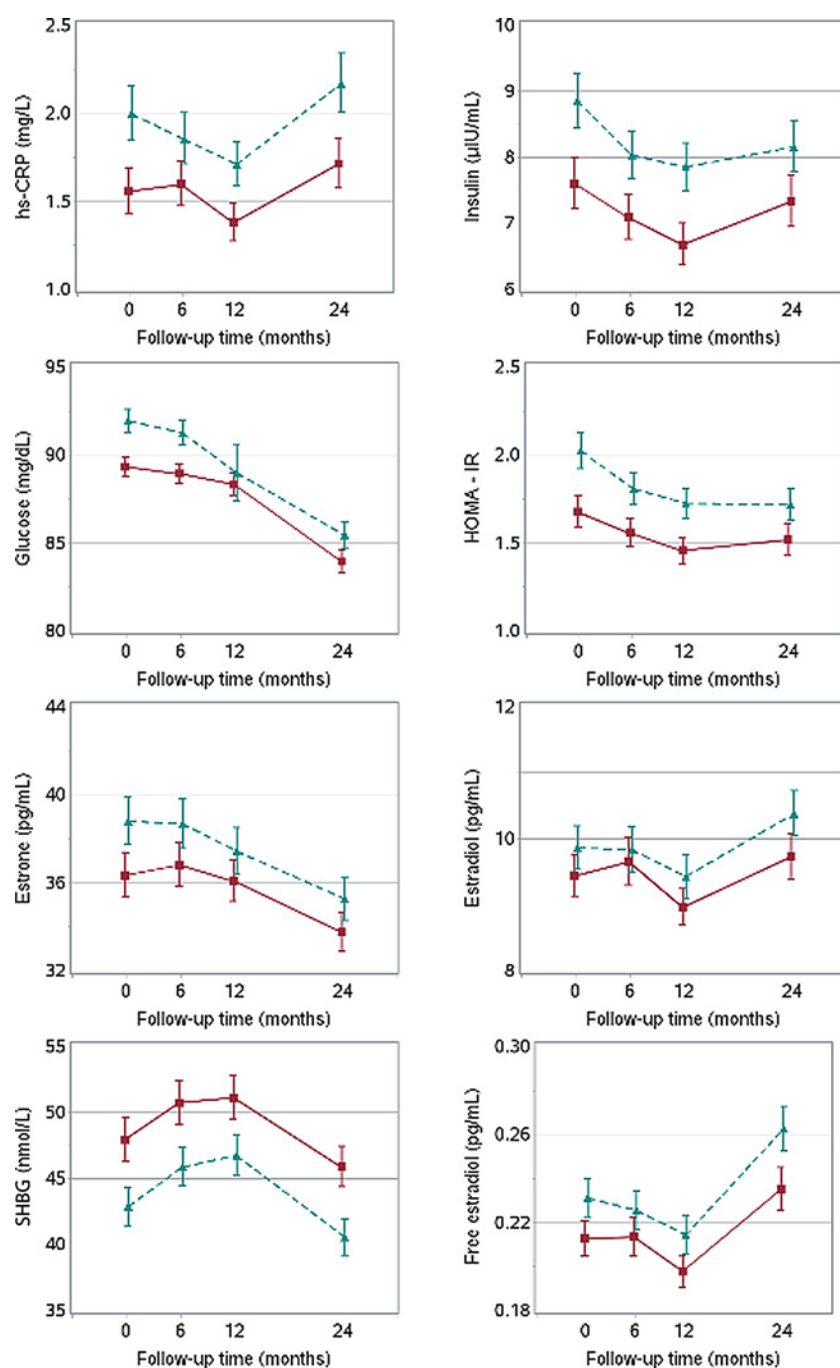 hs-CRP (mg/L)
2.5
2.0
1.5
1.0
0 6 12 24
Follow-up time (months)
Insulin (µIU/mL)
10
9
8
7
6
0 6 12 24
Follow-up time (months)
Glucose (mg/dL)
95
90
85
80
0 6 12 24
Follow-up time (months)
HOMA - IR
2.5
2.0
1.5
1.0
0 6 12 24
Follow-up time (months)
Estrone (pg/mL)
44
40
36
32
0 6 12 24
Follow-up time (months)
Estradiol (pg/mL)
12
11
10
8
0 6 12 24
Follow-up time (months)
SHBG (nmol/L)
55
50
45
40
35
0 6 12 24
Follow-up time (months)
Free estradiol (pg/mL)
0.30
0.26
0.22
0.18
0 6 12 24
Follow-up time (months)